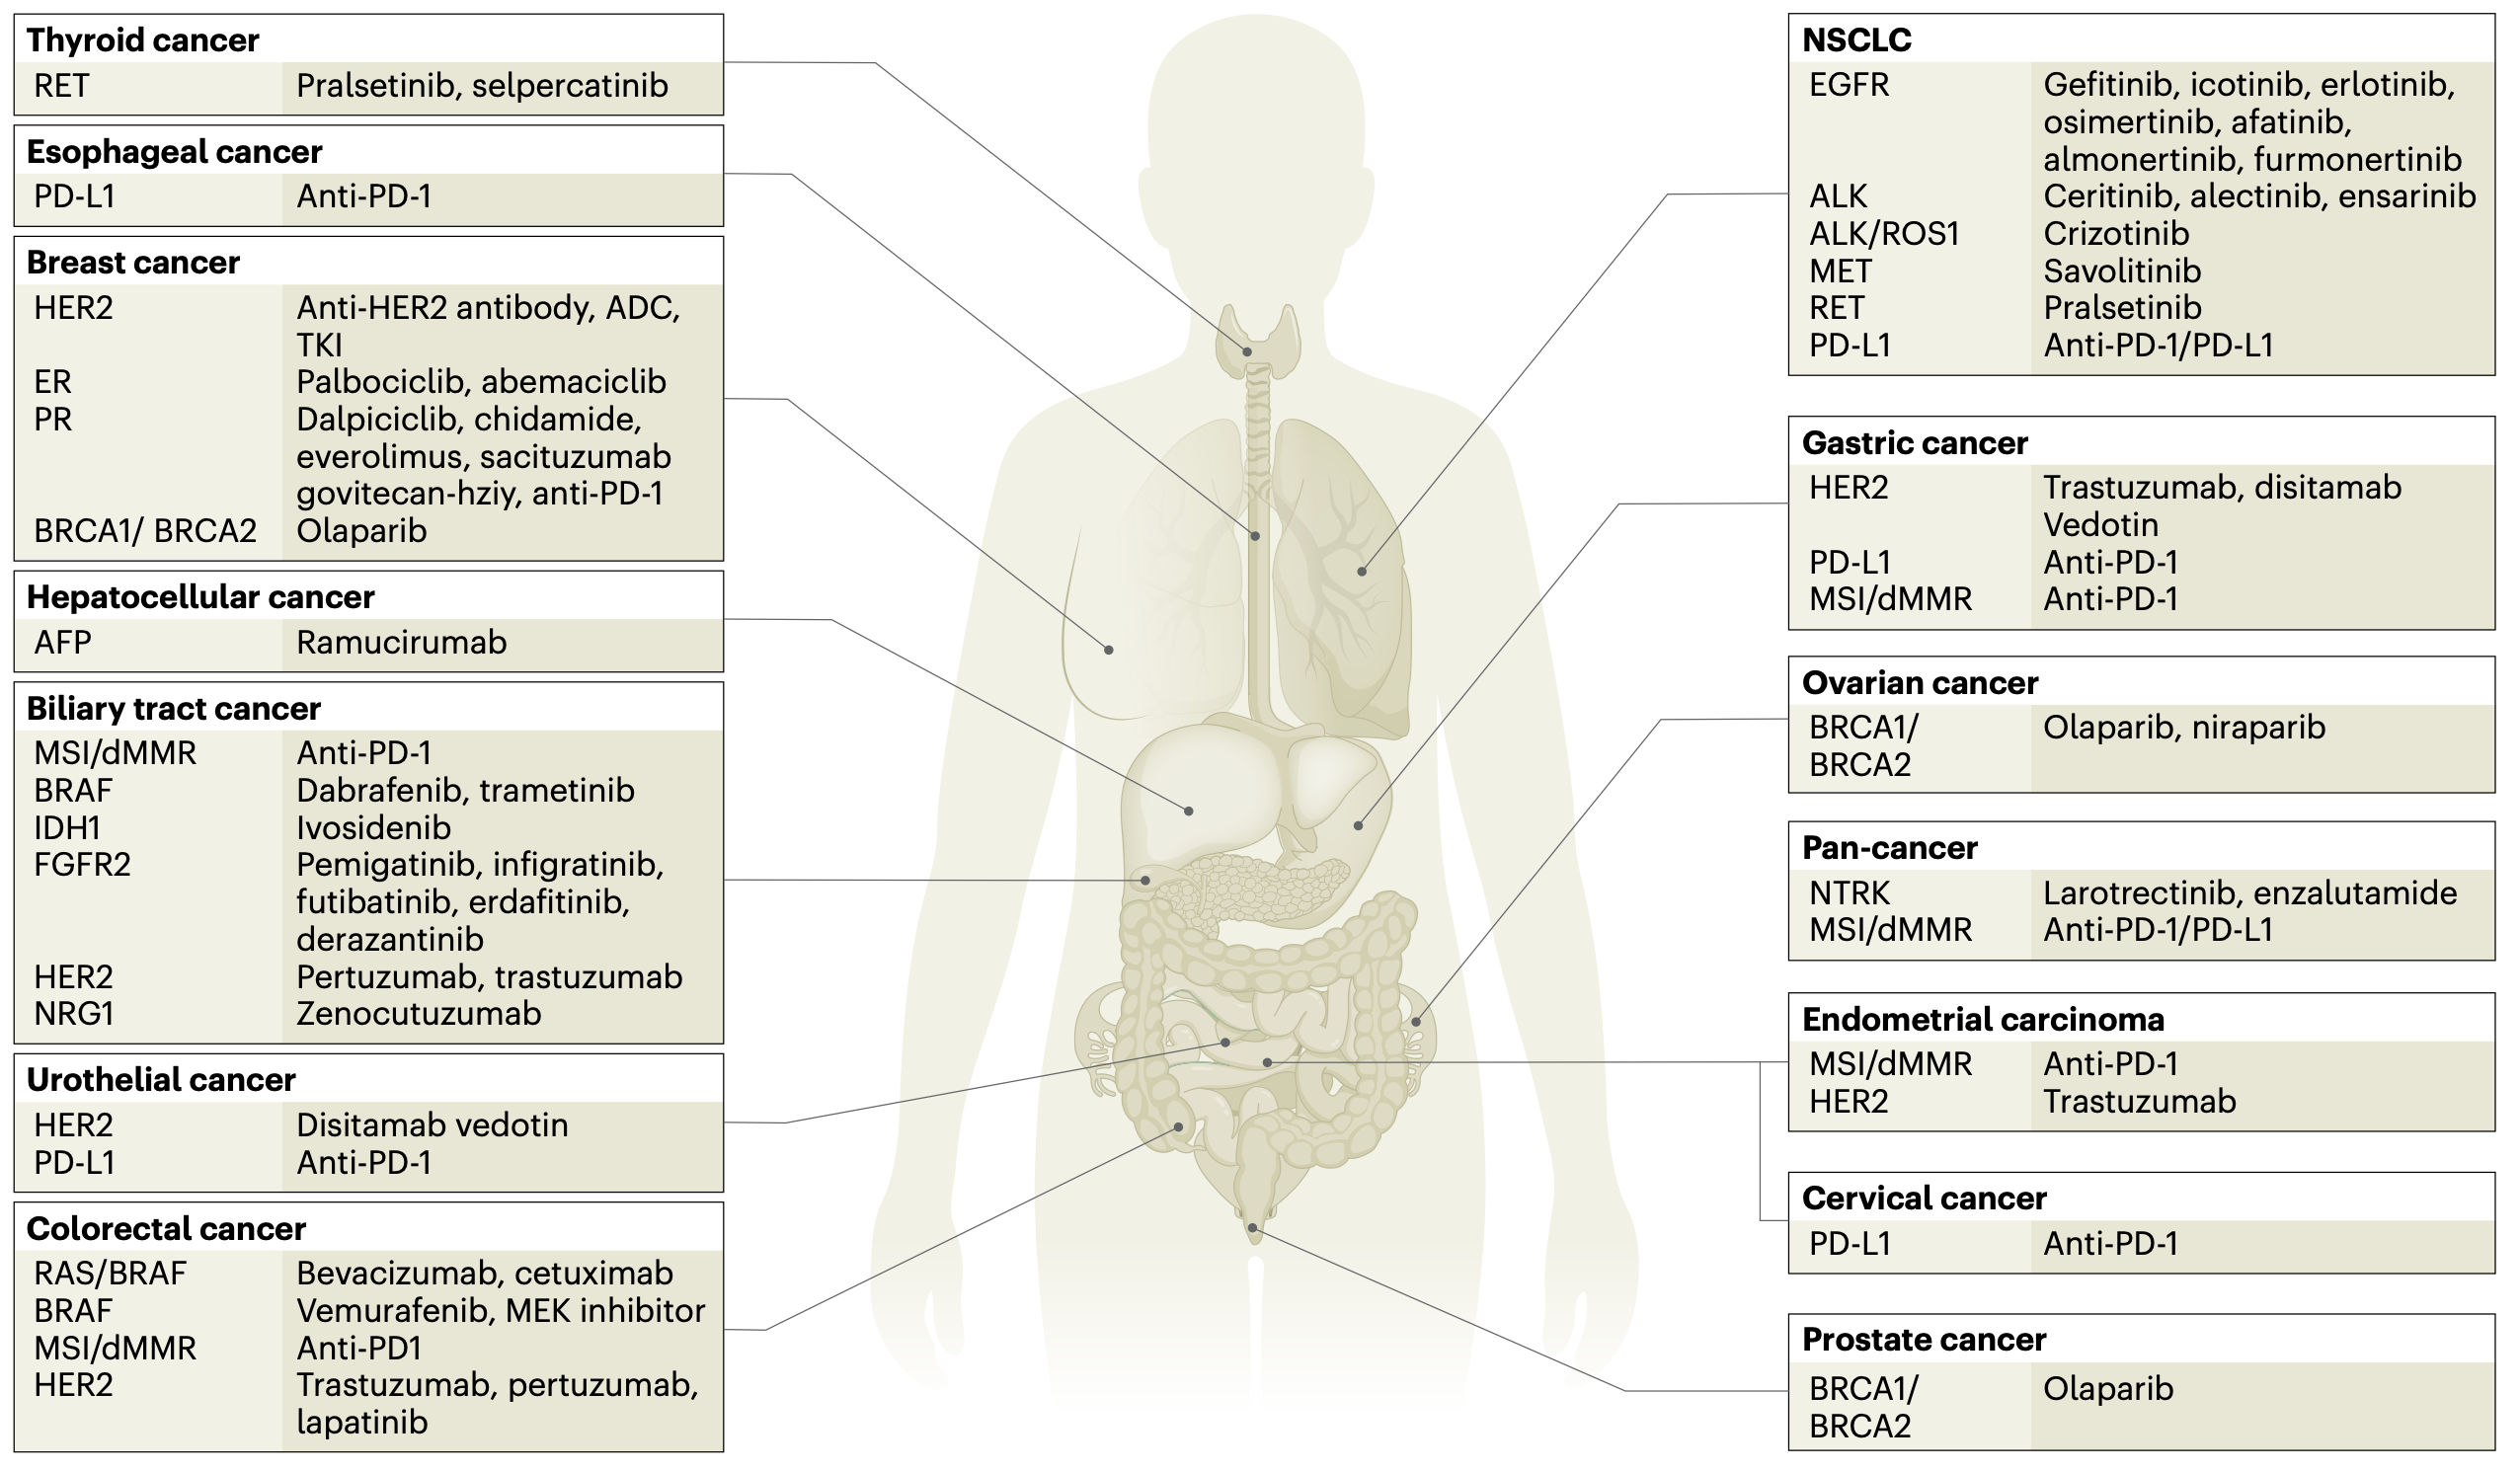 Thyroid cancer
RET Pralsetinib, selpercatinib
Esophageal cancer
PD-L1 Anti-PD-1
Breast cancer
HER2 Anti-HER2 antibody, ADC,
TKI
ER Palbociclib, abemaciclib
PR Dalpiciclib, chidamide,
everolimus, sacituzumab
govitecan-hziy, anti-PD-1
BRCA1/ BRCA2 Olaparib
Hepatocellular cancer
AFP Ramucirumab
Biliary tract cancer
MSI/dMMR Anti-PD-1
BRAF Dabrafenib, trametinib
IDH1 Ivosidenib
FGFR2 Pemigatinib, infigratinib,
futibatinib, erdafitinib,
derazantinib
HER2 Pertuzumab, trastuzumab
NRG1 Zenocutuzumab
Urothelial cancer
HER2 Disitamab vedotin
PD-L1 Anti-PD-1
Colorectal cancer
RAS/BRAF Bevacizumab, cetuximab
BRAF Vemurafenib, MEK inhibitor
MSI/dMMR Anti-PD1
HER2 Trastuzumab, pertuzumab,
lapatinib
NSCLC
EGFR Gefitinib, icotinib, erlotinib,
osimertinib, afatinib,
almonertinib, furmonertinib
ALK Ceritinib, alectinib, ensarinib
ALK/ROS1 Crizotinib
MET Savolitinib
RET Pralsetinib
PD-L1 Anti-PD-1/PD-L1
Gastric cancer
HER2 Trastuzumab, disitamab
Vedotin
PD-L1 Anti-PD-1
MSI/dMMR Anti-PD-1
Ovarian cancer
BRCA1/ Olaparib, niraparib
BRCA2
Pan-cancer
NTRK Larotrectinib, enzalutamide
MSI/dMMR Anti-PD-1/PD-L1
Endometrial carcinoma
MSI/dMMR Anti-PD-1
HER2 Trastuzumab
Cervical cancer
PD-L1 Anti-PD-1
Prostate cancer
BRCA1/ Olaparib
BRCA2